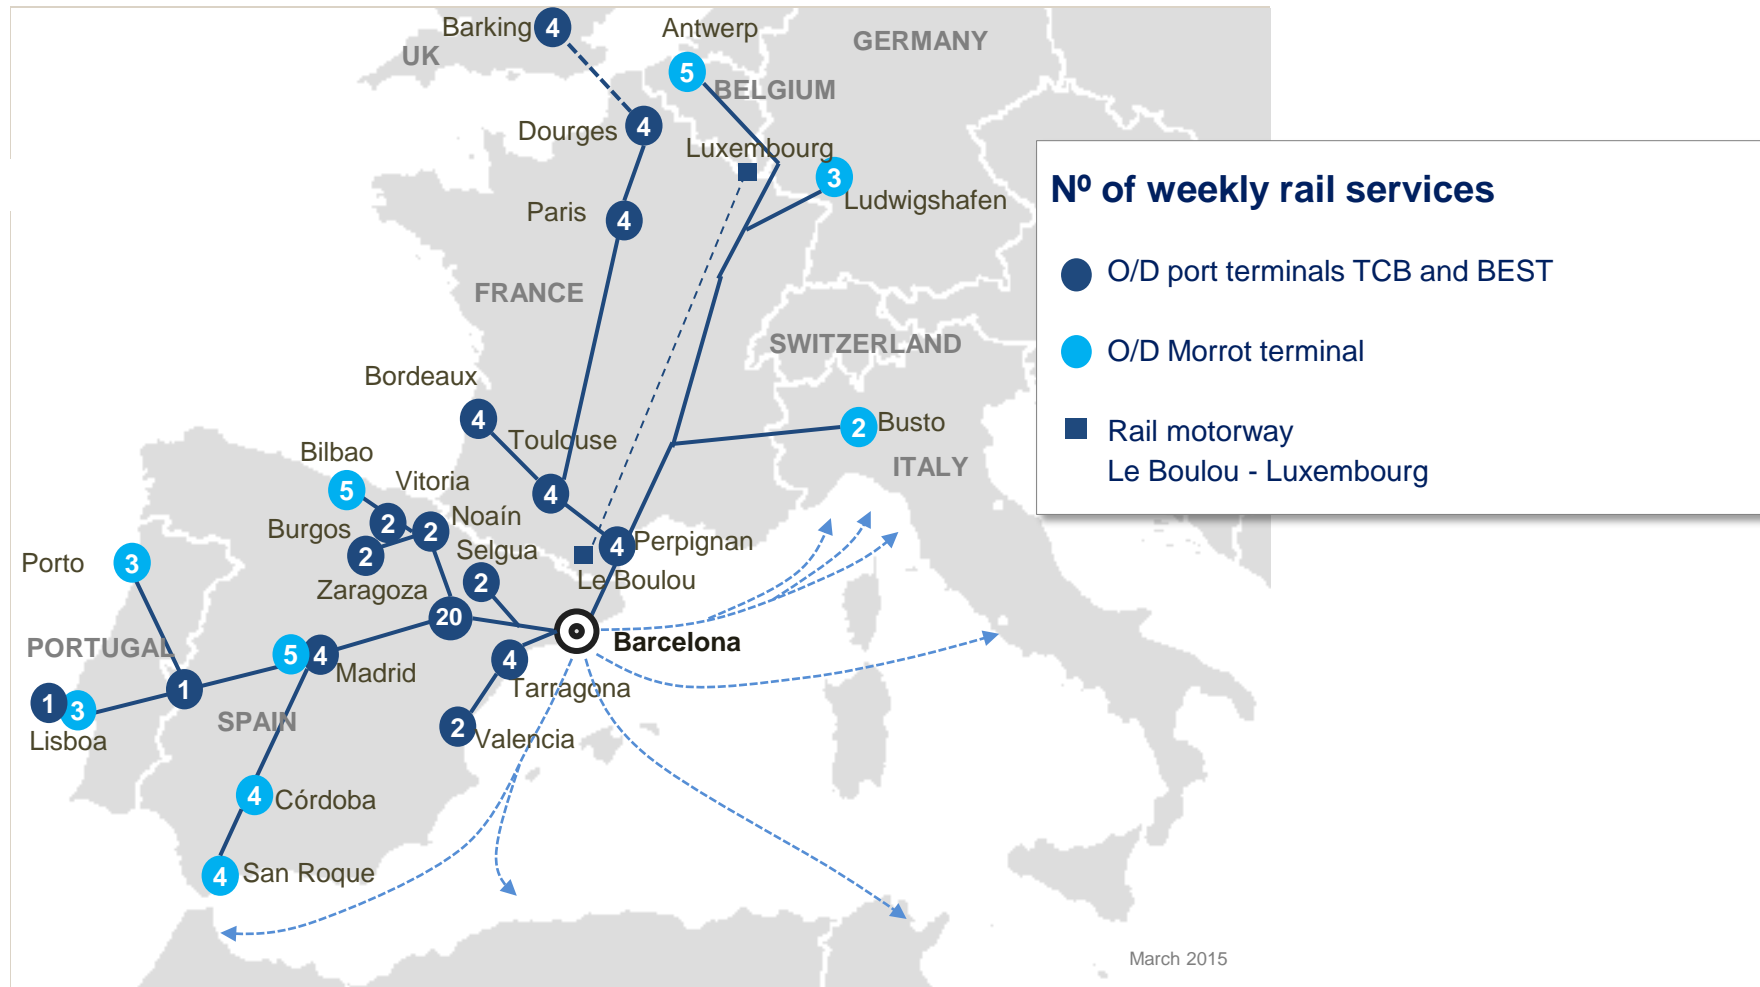 Barking
4
Antwerp
GERMANY
UK
5
BELGIUM
Dourges
4
Luxembourg
3
Ludwigshafen
Paris
4
FRANCE
SWITZERLAND
Bordeaux
4
Toulouse
2
Busto
ITALY
Bilbao
5
Vitoria
4
Burgos
2
2
Noaín
2
Selgua
4
Perpignan
Porto
3
Zaragoza
2
Le Boulou
20
Barcelona
PORTUGAL
5
4
Madrid
4
Tarragona
1
1
3
Lisboa
SPAIN
2
Valencia
4
Córdoba
4
San Roque
Nº of weekly rail services
O/D port terminals TCB and BEST
O/D Morrot terminal
Rail motorway
Le Boulou - Luxembourg
March 2015